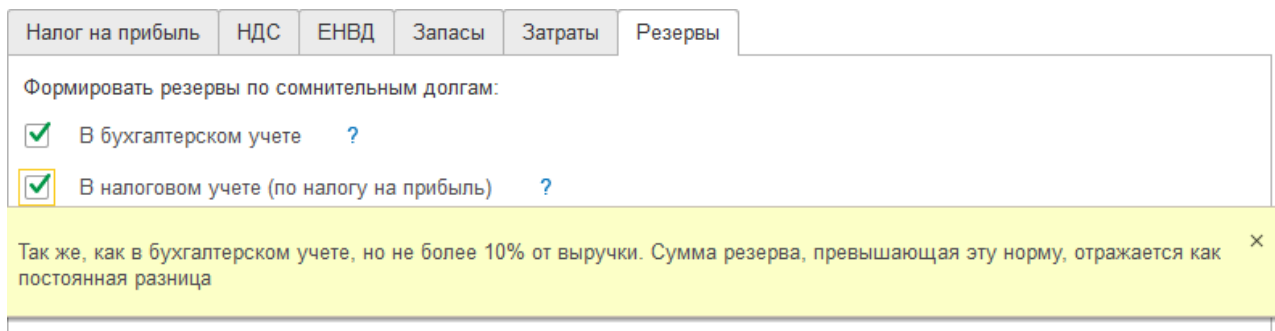 Налог на прибыль НДС ЕНВД Запасы Затраты Резервы
Формировать резервы по сомнительным долгам:
В бухгалтерском учете ?
В налоговом учете (по налогу на прибыль) ?
Так же, как в бухгалтерском учете, но не более 10% от выручки. Сумма резерва, превышающая эту норму, отражается как
постоянная разница